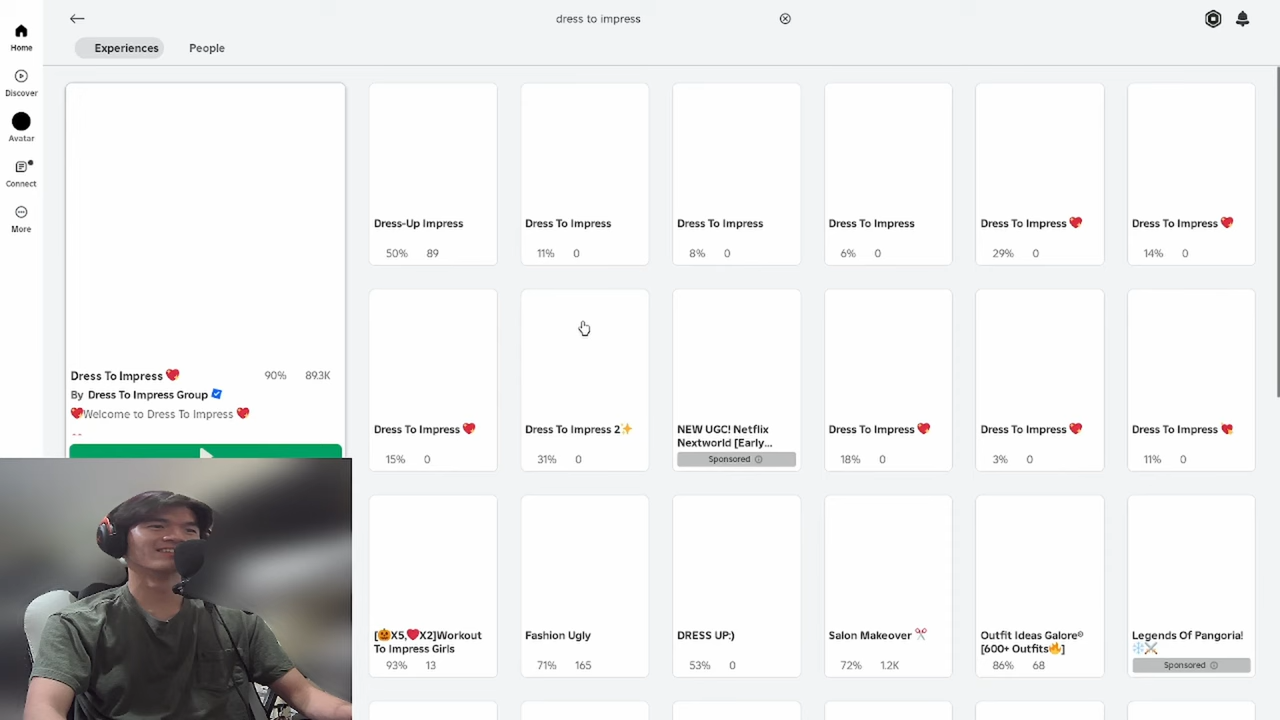 dress to impress
Home
Discover
Avatar
Connect
More
Experiences People
Dress To Impress 💖 90% 89.3K
By Dress To Impress Group
💖Welcome to Dress To Impress 💖
--
Dress-Up Impress
50% 89
Dress To Impress
11% 0
Dress To Impress
8% 0
Dress To Impress
6% 0
Dress To Impress 💖
29% 0
Dress To Impress 💖
14% 0
Dress To Impress 💖
15% 0
Dress To Impress 2✨
31% 0
NEW UGC! Netflix
Nextworld [Early...
Sponsored
Dress To Impress 💖
18% 0
Dress To Impress 💖
3% 0
Dress To Impress 💘
11% 0
[🎃X5,❤️X2]Workout
To Impress Girls
93% 13
Fashion Ugly
71% 165
DRESS UP:)
53% 0
Salon Makeover ✂️
72% 1.2K
Outfit Ideas Galore®
[600+ Outfits🔥]
86% 68
Legends Of Pangoria!
❄️⚔️
Sponsored